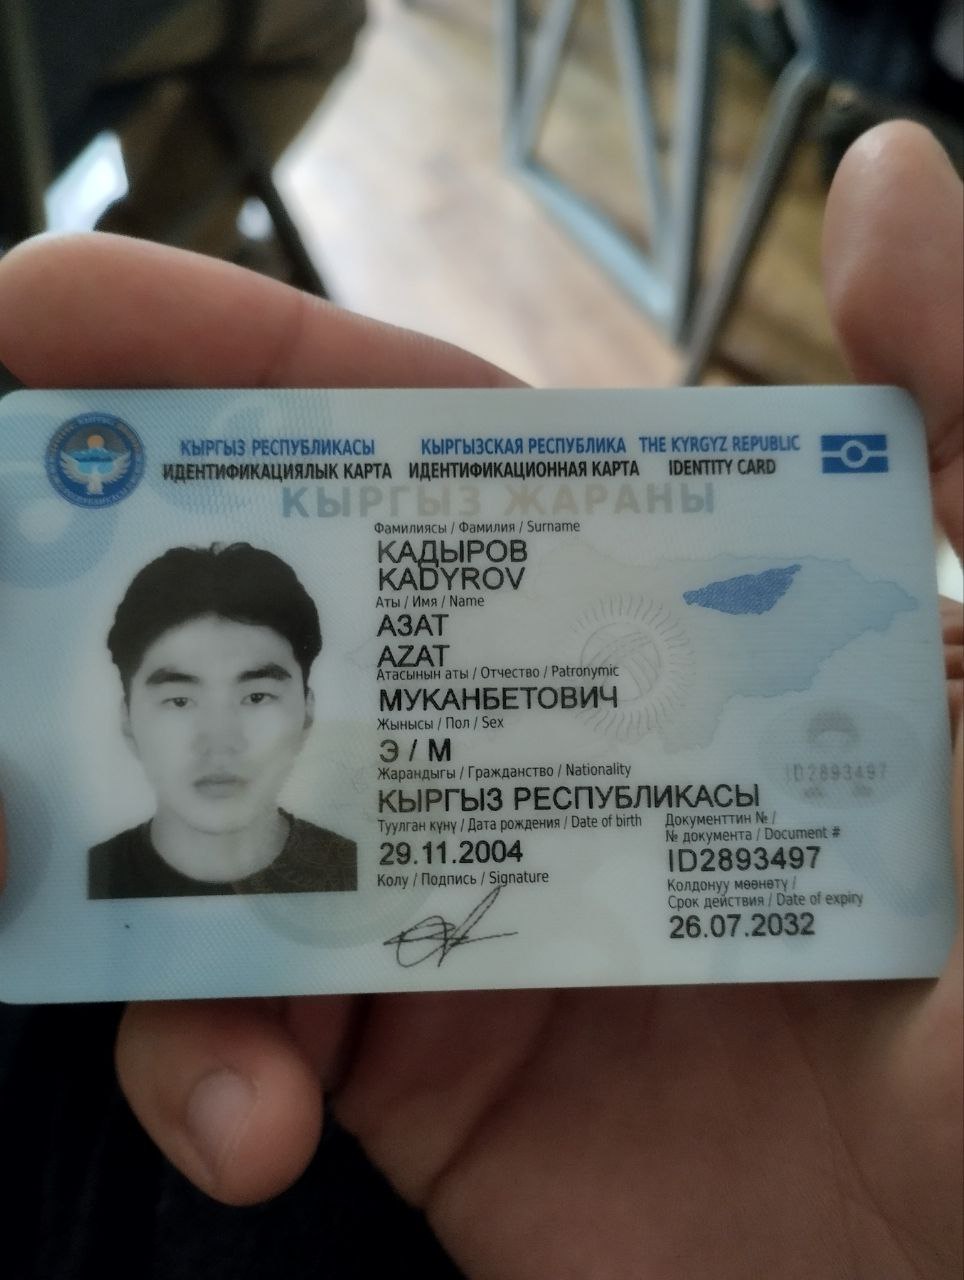 КЫРГЫЗ РЕСПУБЛИКАСЫ КЫРГЫЗСКАЯ РЕСПУБЛИКА THE KYRGYZ REPUBLIC
ИДЕНТИФИКАЦИЯЛЫК КАРТА ИДЕНТИФИКАЦИОННАЯ КАРТА IDENTITY CARD
КЫРГЫЗ ЖАРАНЫ
Фамилиясы / Фамилия / Surname
КАДЫРОВ
KADYROV
Аты / Имя / Name
АЗАТ
AZAT
Атасынын аты / Отчество / Patronymic
МУКАНБЕТОВИЧ
Жынысы / Пол / Sex
Э / М
Жарандыгы / Гражданство / Nationality
КЫРГЫЗ РЕСПУБЛИКАСЫ
Туулган күнү / Дата рождения / Date of birth
29.11.2004
Колу / Подпись / Signature
ID2893497
Документтин № /
№ документа / Document #
ID2893497
Колдонуу мөөнөтү /
Срок действия / Date of expiry
26.07.2032